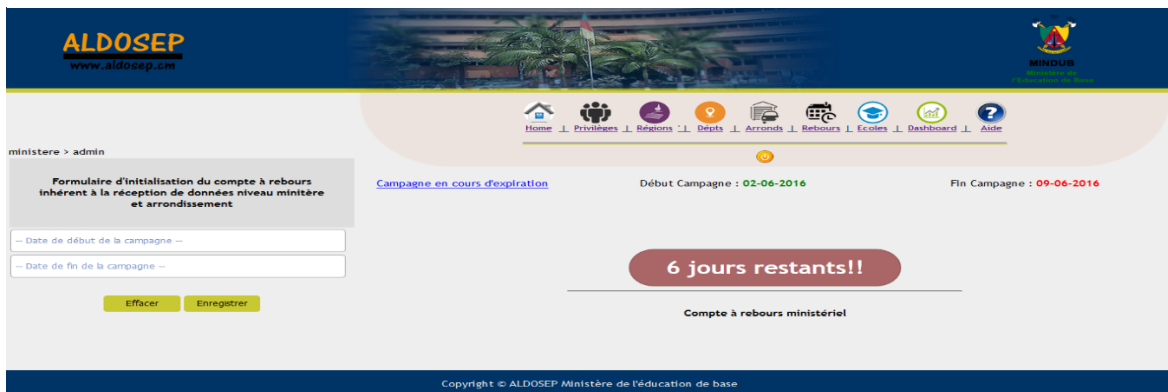 ALDOSEP
www.aldosep.cm
MINDUB
Ministère de
l'Education de Base
Home | Privilèges | Régions | Dépts | Arronds | Rebours | Ecoles | Dashboard | Aide
ministere > admin
Formulaire d'initialisation du compte à rebours
inhérent à la réception de données niveau minitère
et arrondissement
-- Date de début de la campagne --
-- Date de fin de la campagne --
Effacer Enregistrer
Campagne en cours d'expiration Début Campagne : 02-06-2016 Fin Campagne : 09-06-2016
6 jours restants!!
Compte à rebours ministériel
Copyright © ALDOSEP Ministère de l'éducation de base